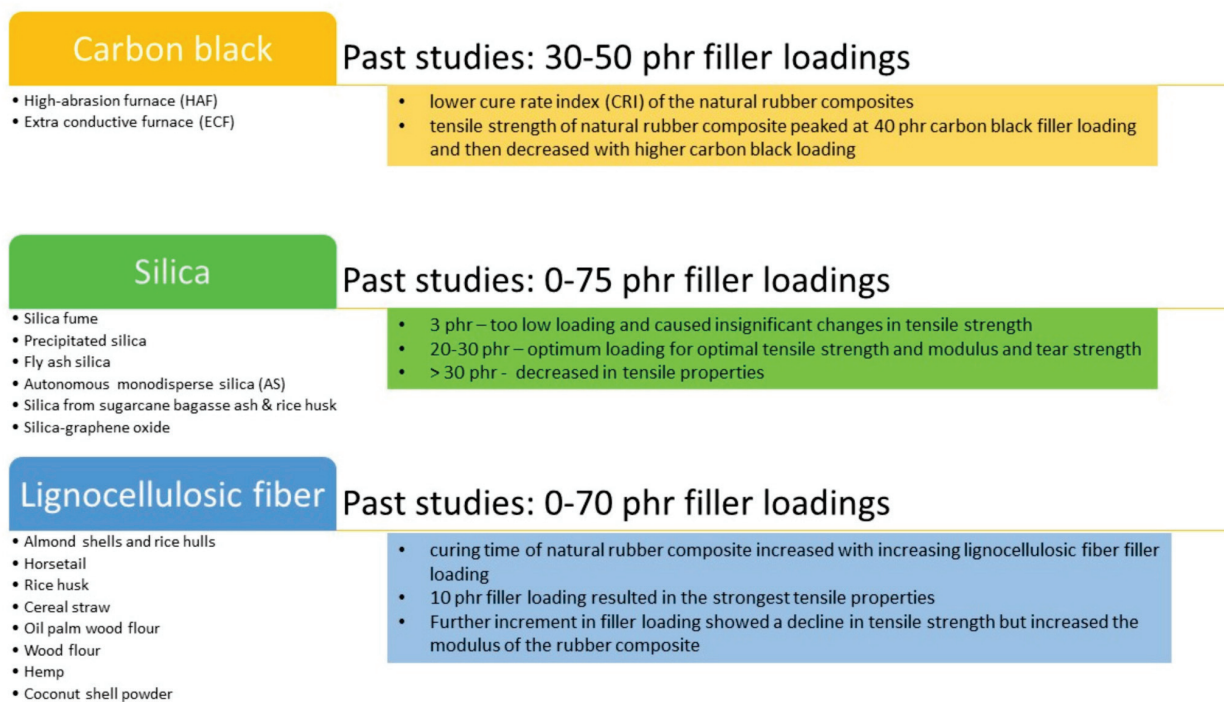 Carbon black
Past studies: 30-50 phr filler loadings
• High-abrasion furnace (HAF)
• Extra conductive furnace (ECF)
• lower cure rate index (CRI) of the natural rubber composites
• tensile strength of natural rubber composite peaked at 40 phr carbon black filler loading
and then decreased with higher carbon black loading
Silica
Past studies: 0-75 phr filler loadings
• Silica fume
• Precipitated silica
• Fly ash silica
• Autonomous monodisperse silica (AS)
• Silica from sugarcane bagasse ash & rice husk
• Silica-graphene oxide
• 3 phr – too low loading and caused insignificant changes in tensile strength
• 20-30 phr – optimum loading for optimal tensile strength and modulus and tear strength
• > 30 phr - decreased in tensile properties
Lignocellulosic fiber
Past studies: 0-70 phr filler loadings
• Almond shells and rice hulls
• Horsetail
• Rice husk
• Cereal straw
• Oil palm wood flour
• Wood flour
• Hemp
• Coconut shell powder
• curing time of natural rubber composite increased with increasing lignocellulosic fiber filler
loading
• 10 phr filler loading resulted in the strongest tensile properties
• Further increment in filler loading showed a decline in tensile strength but increased the
modulus of the rubber composite